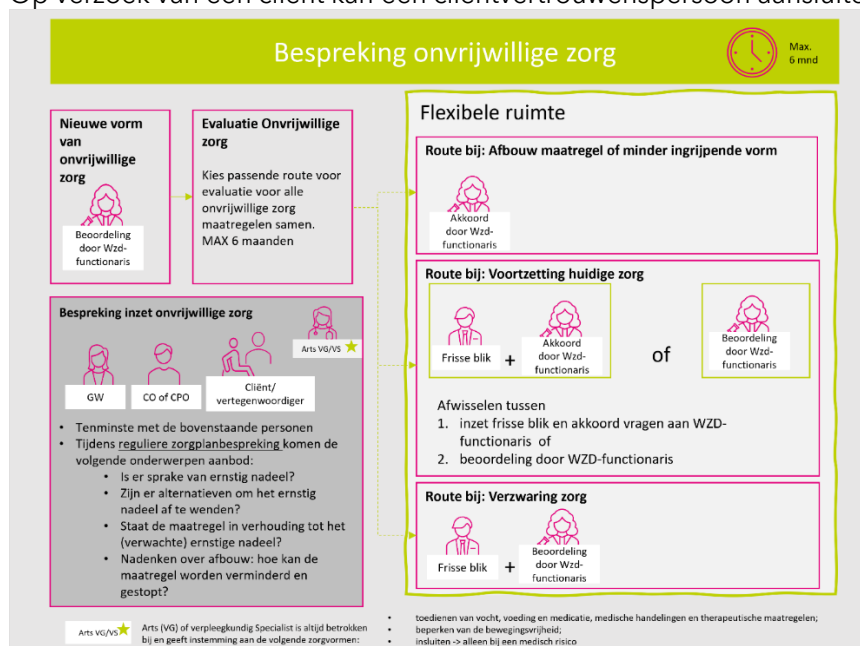 Op verzoek van een cliënt kan een cliëntvertrouwenspersoon aansluite
Bespreking onvrijwillige zorg
Max.
6 mnd
Nieuwe vorm
van
onvrijwillige
zorg
Beoordeling
door Wzd-
functionaris
Evaluatie Onvrijwillige
zorg
Kies passende route voor
evaluatie voor alle
onvrijwillige zorg
maatregelen samen.
MAX 6 maanden
Bespreking inzet onvrijwillige zorg
Arts VG/VS
GW
CO of CPO
Cliënt/
vertegenwoordiger
• Tenminste met de bovenstaande personen
• Tijdens reguliere zorgplanbespreking komen de
volgende onderwerpen aanbod:
• Is er sprake van ernstig nadeel?
• Zijn er alternatieven om het ernstig
nadeel af te wenden?
• Staat de maatregel in verhouding tot het
(verwachte) ernstige nadeel?
• Nadenken over afbouw: hoe kan de
maatregel worden verminderd en
gestopt?
Flexibele ruimte
Route bij: Afbouw maatregel of minder ingrijpende vorm
Akkoord
door Wzd-
functionaris
Route bij: Voortzetting huidige zorg
Frisse blik
+
Akkoord
door Wzd-
functionaris
of
Beoordeling
door Wzd-
functionaris
Afwisselen tussen
1. inzet frisse blik en akkoord vragen aan WZD-
functionaris of
2. beoordeling door WZD-functionaris
Route bij: Verzwaring zorg
Frisse blik
+
Beoordeling
door Wzd-
functionaris
Arts VG/VS
Arts (VG) of verpleegkundig Specialist is altijd betrokken
bij en geeft instemming aan de volgende zorgvormen:
• toedienen van vocht, voeding en medicatie, medische handelingen en therapeutische maatregelen;
• beperken van de bewegingsvrijheid;
• insluiten -> alleen bij een medisch risico